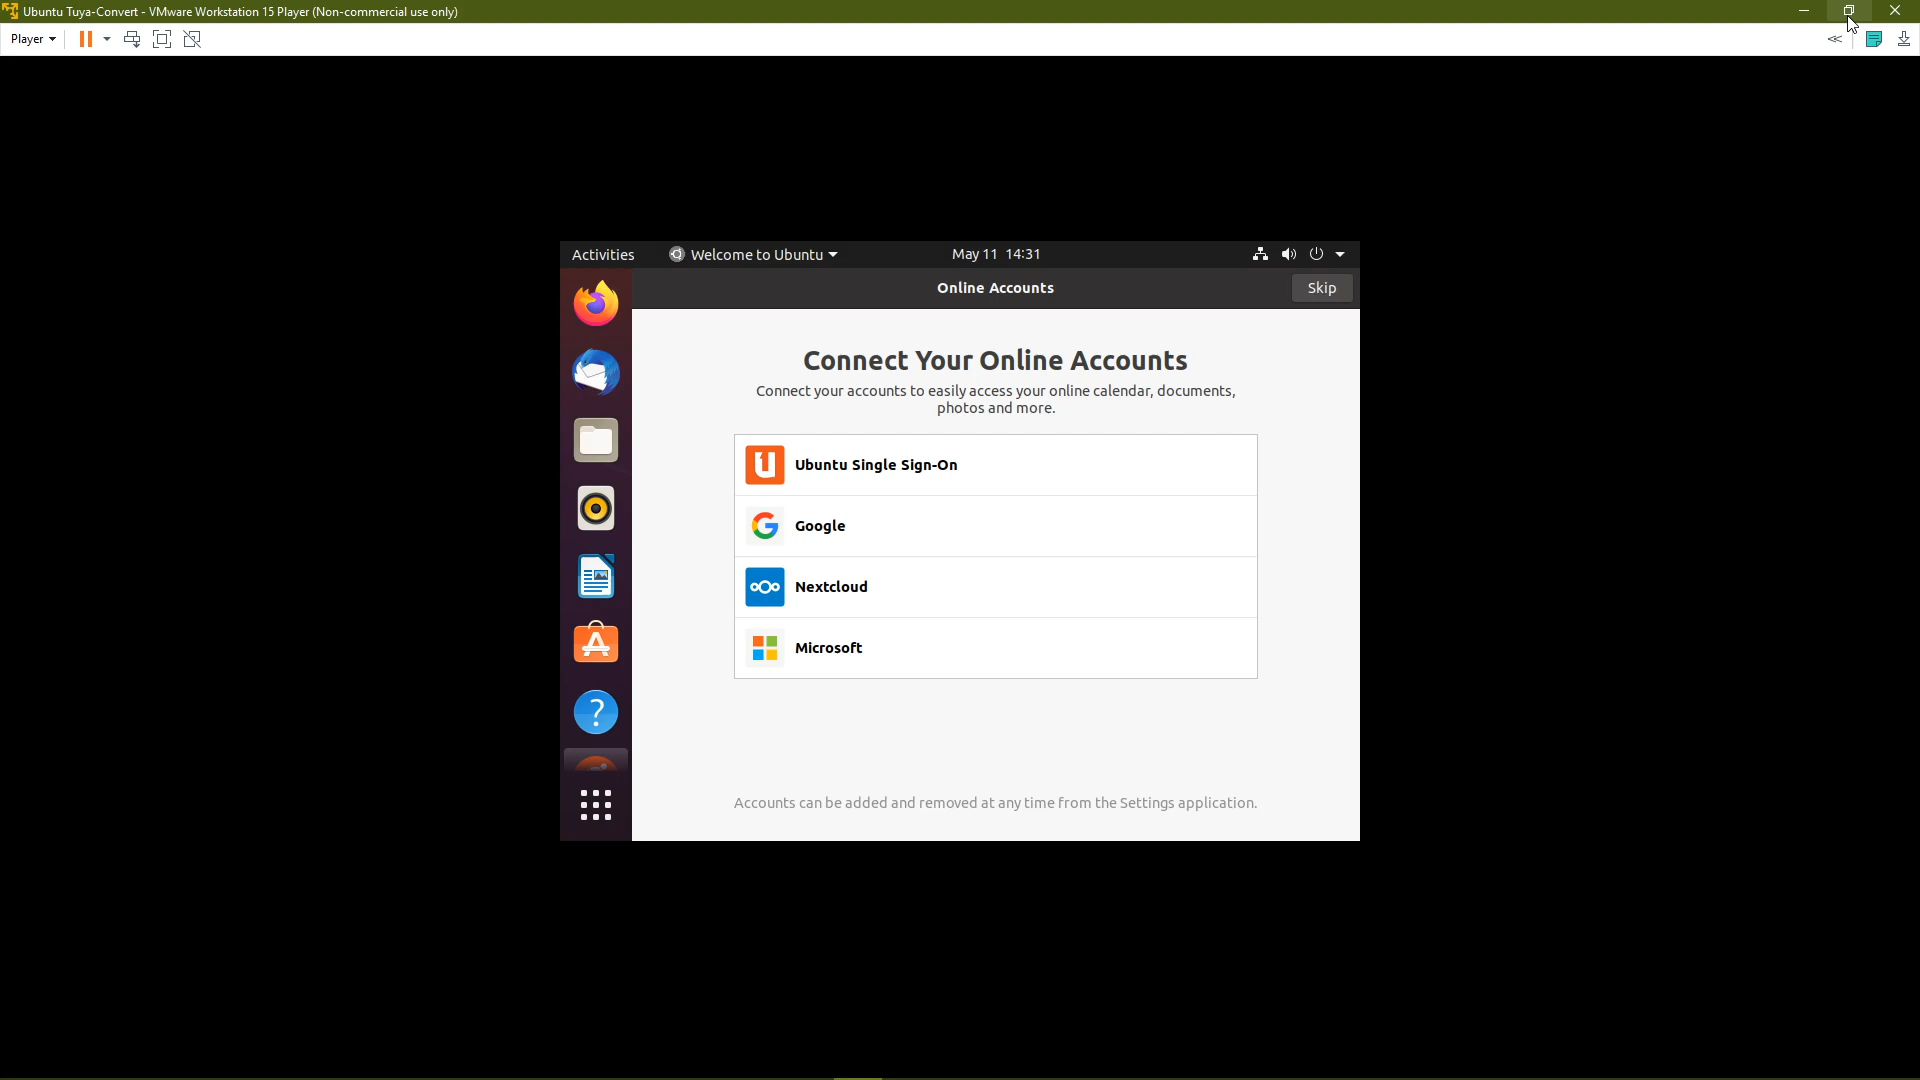 Ubuntu Tuya-Convert - VMware Workstation 15 Player (Non-commercial use only)
Player
Activities
Welcome to Ubuntu
May 11 14:31
Online Accounts
Skip
Connect Your Online Accounts
Connect your accounts to easily access your online calendar, documents,
photos and more.
Ubuntu Single Sign-On
Google
Nextcloud
Microsoft
Accounts can be added and removed at any time from the Settings application.